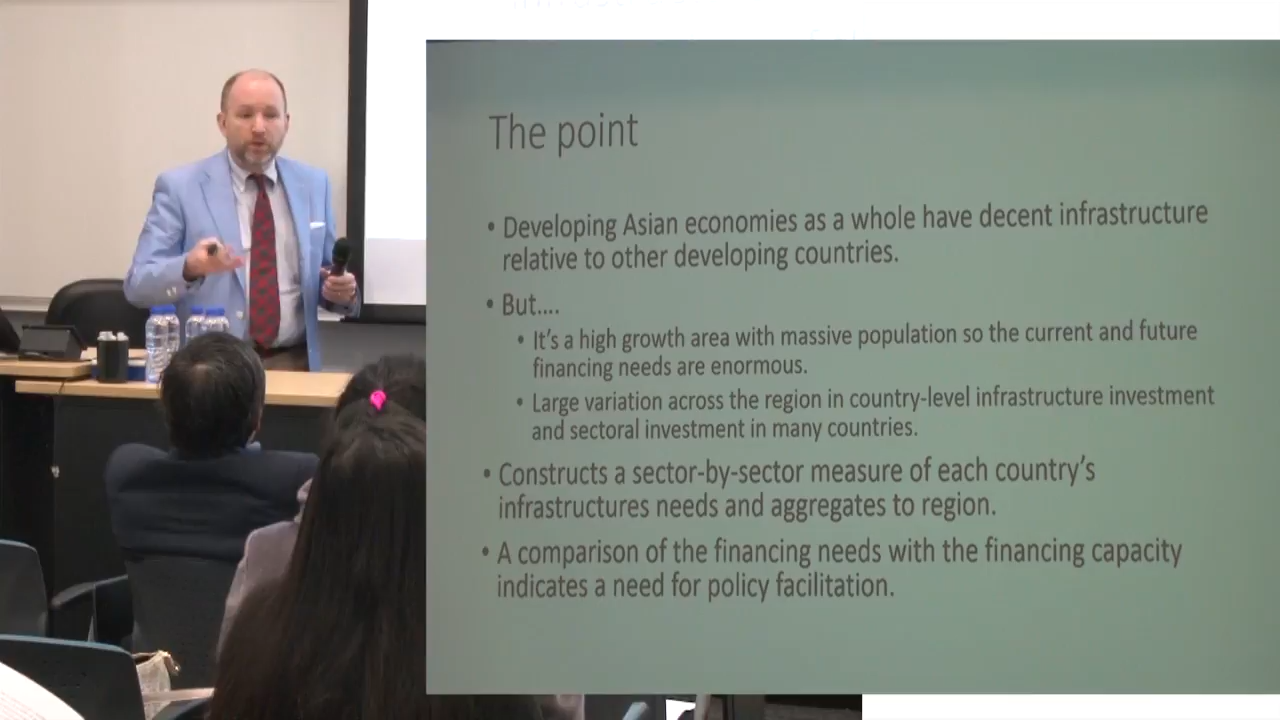 The point
• Developing Asian economies as a whole have decent infrastructure
relative to other developing countries.
• But....
• It's a high growth area with massive population so the current and future
financing needs are enormous.
• Large variation across the region in country-level infrastructure investment
and sectoral investment in many countries.
• Constructs a sector-by-sector measure of each country's
infrastructures needs and aggregates to region.
• A comparison of the financing needs with the financing capacity
indicates a need for policy facilitation.